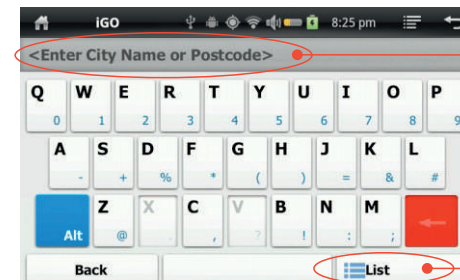 iGO 8:25 pm
<Enter City Name or Postcode>
Q W E R T Y U I O P
0 1 2 3 4 5 6 7 8 9
A S D F G H J K L
- + % * ( ) = & #
Z X C V B N M
Alt @ . , ? ! : ;
Back List